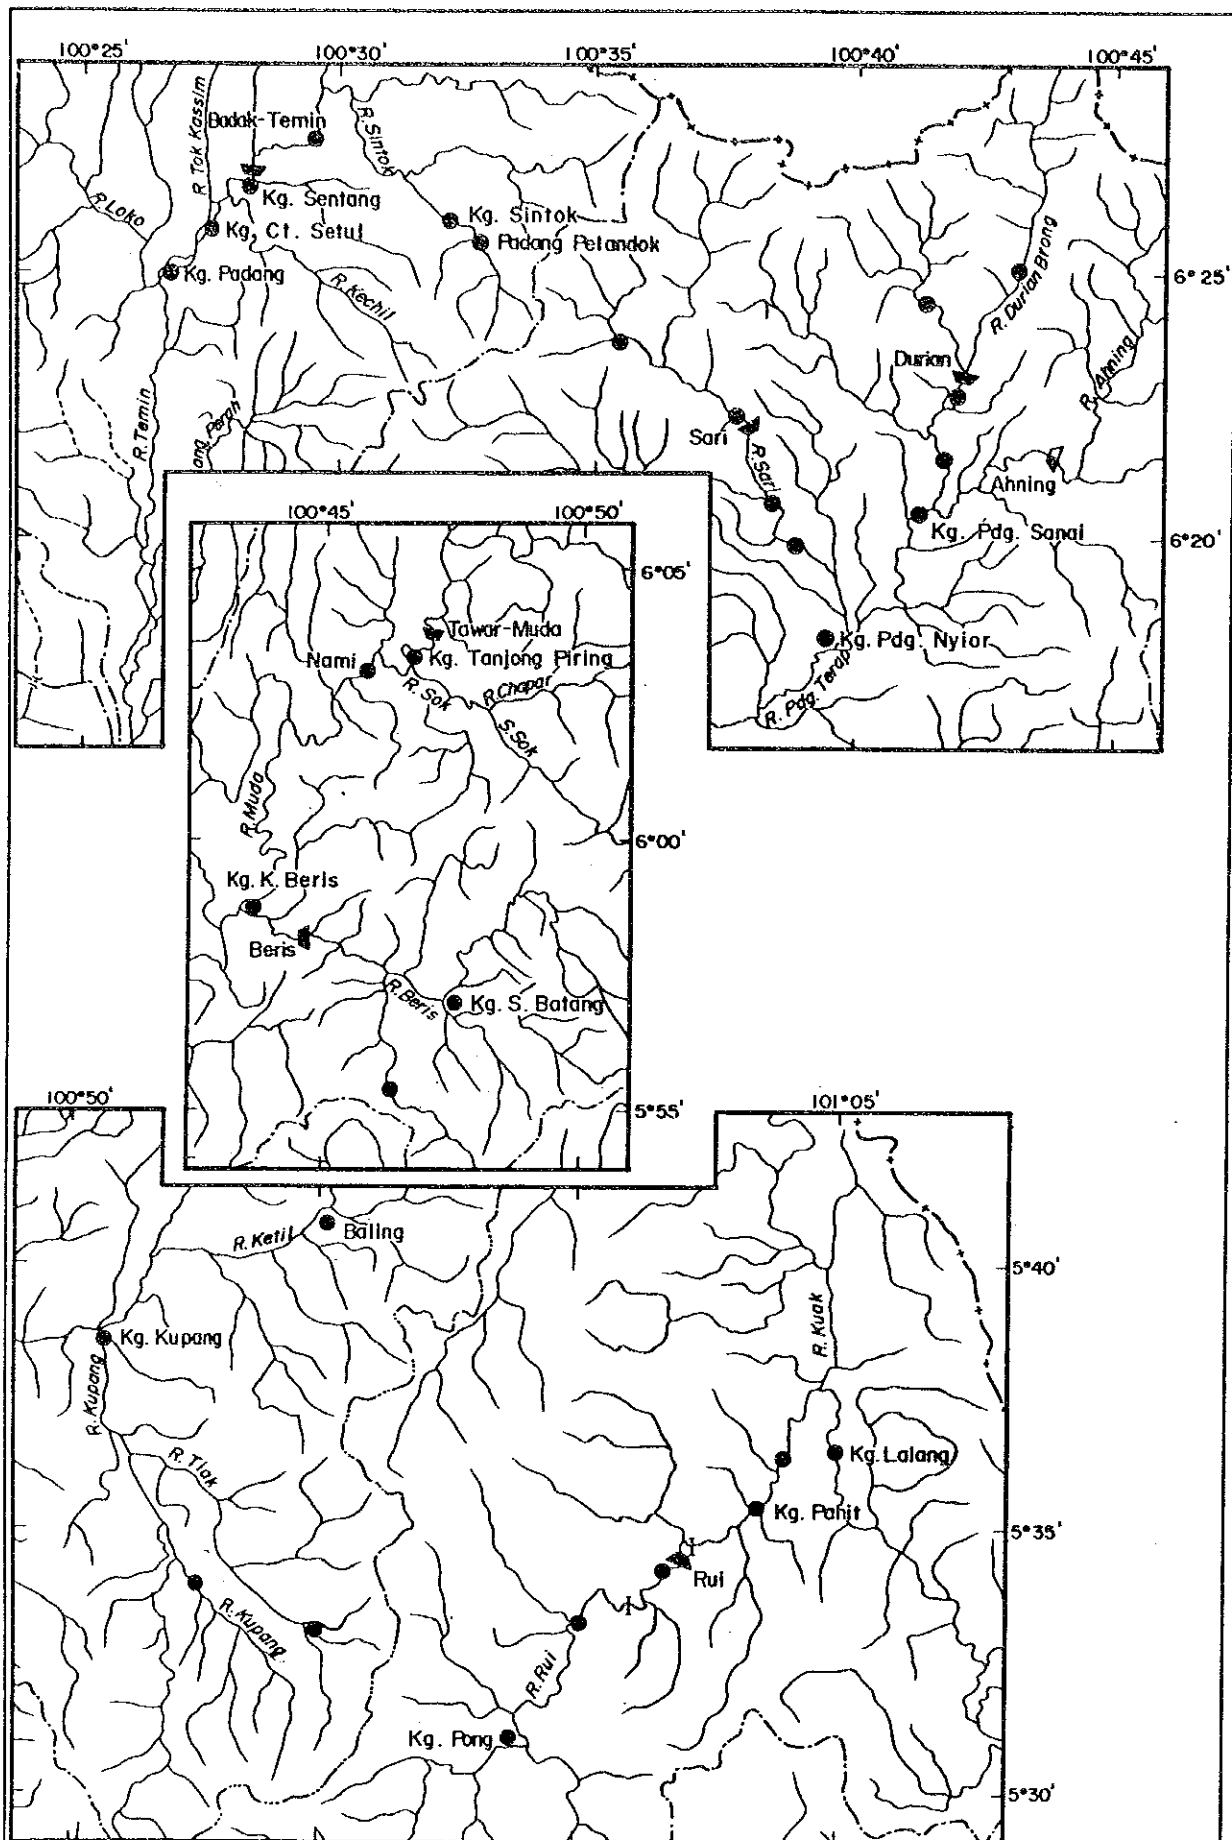 100°25'
100°30'
100°35'
100°40'
100°45'
R. Tok Kassim
Badak-Temin
R. Sintok
R. Loko
Kg. Sentang
Kg. Ct. Setul
Kg. Sintok
Padang Pelandok
Kg. Padang
R. Kechil
R. Durian Brong
6°25'
Durian
R. Ahning
R. Temin
ang Perah
Sari
R. Sari
Ahning
Kg. Pdg. Sanai
6°20'
Kg. Pdg. Nyior
R. Pdg. Terap
100°45'
100°50'
6°05'
Tawar-Muda
Nami
Kg. Tanjong Piring
R. Sok
R. Chapar
S. Sok
R. Muda
6°00'
Kg. K. Beris
Beris
R. Beris
Kg. S. Batang
5°55'
100°50'
101°05'
R. Ketil
Baling
5°40'
Kg. Kupang
R. Kuak
R. Kupang
R. Tiak
Kg. Lalang
Kg. Pahit
5°35'
Rui
R. Kupang
R. Rui
Kg. Pong
5°30'